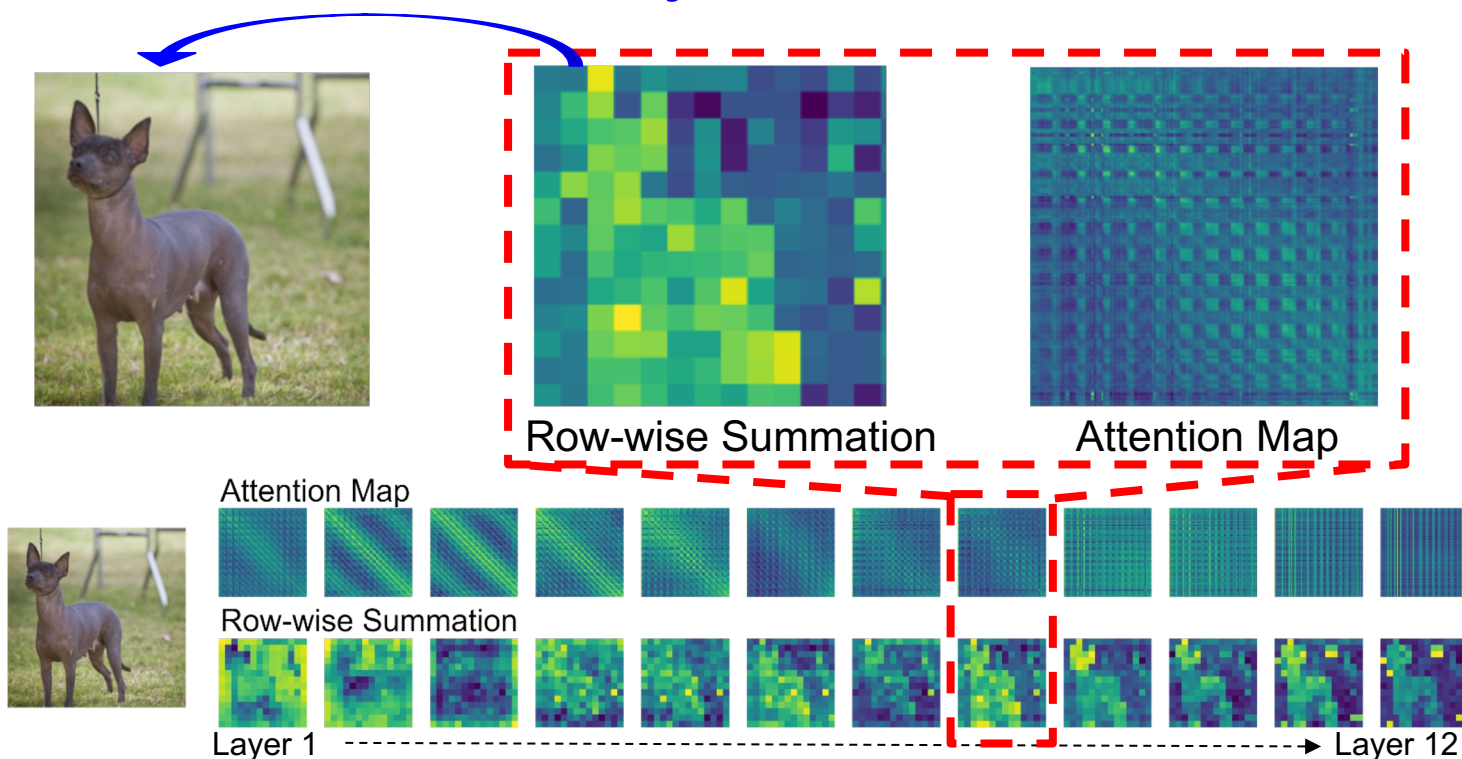 Row-wise Summation
Attention Map
Attention Map
Row-wise Summation
Layer 1
Layer 12